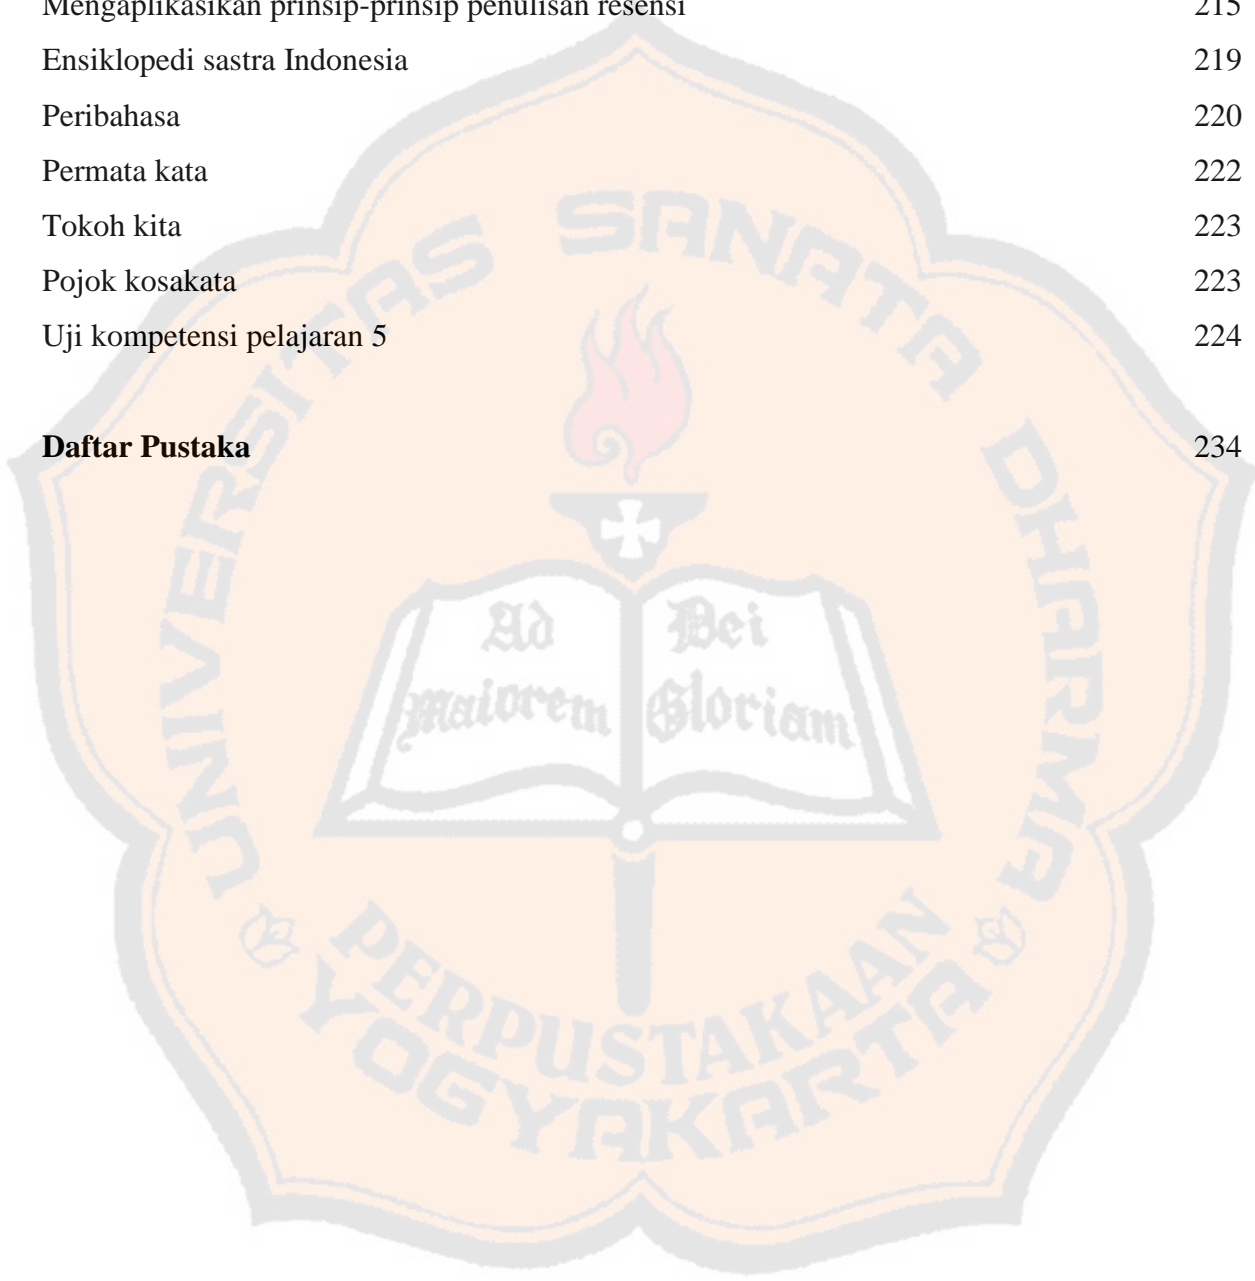 Mengaplikasikan prinsip-prinsip penulisan resensi 215
Ensiklopedi sastra Indonesia 219
Peribahasa 220
Permata kata 222
Tokoh kita 223
Pojok kosakata 223
Uji kompetensi pelajaran 5 224
Daftar Pustaka 234
UNIVERSITAS SANATA DHARMA
Ad Dei
Maiorem Gloriam
PERPUSTAKAAN
YOGYAKARTA